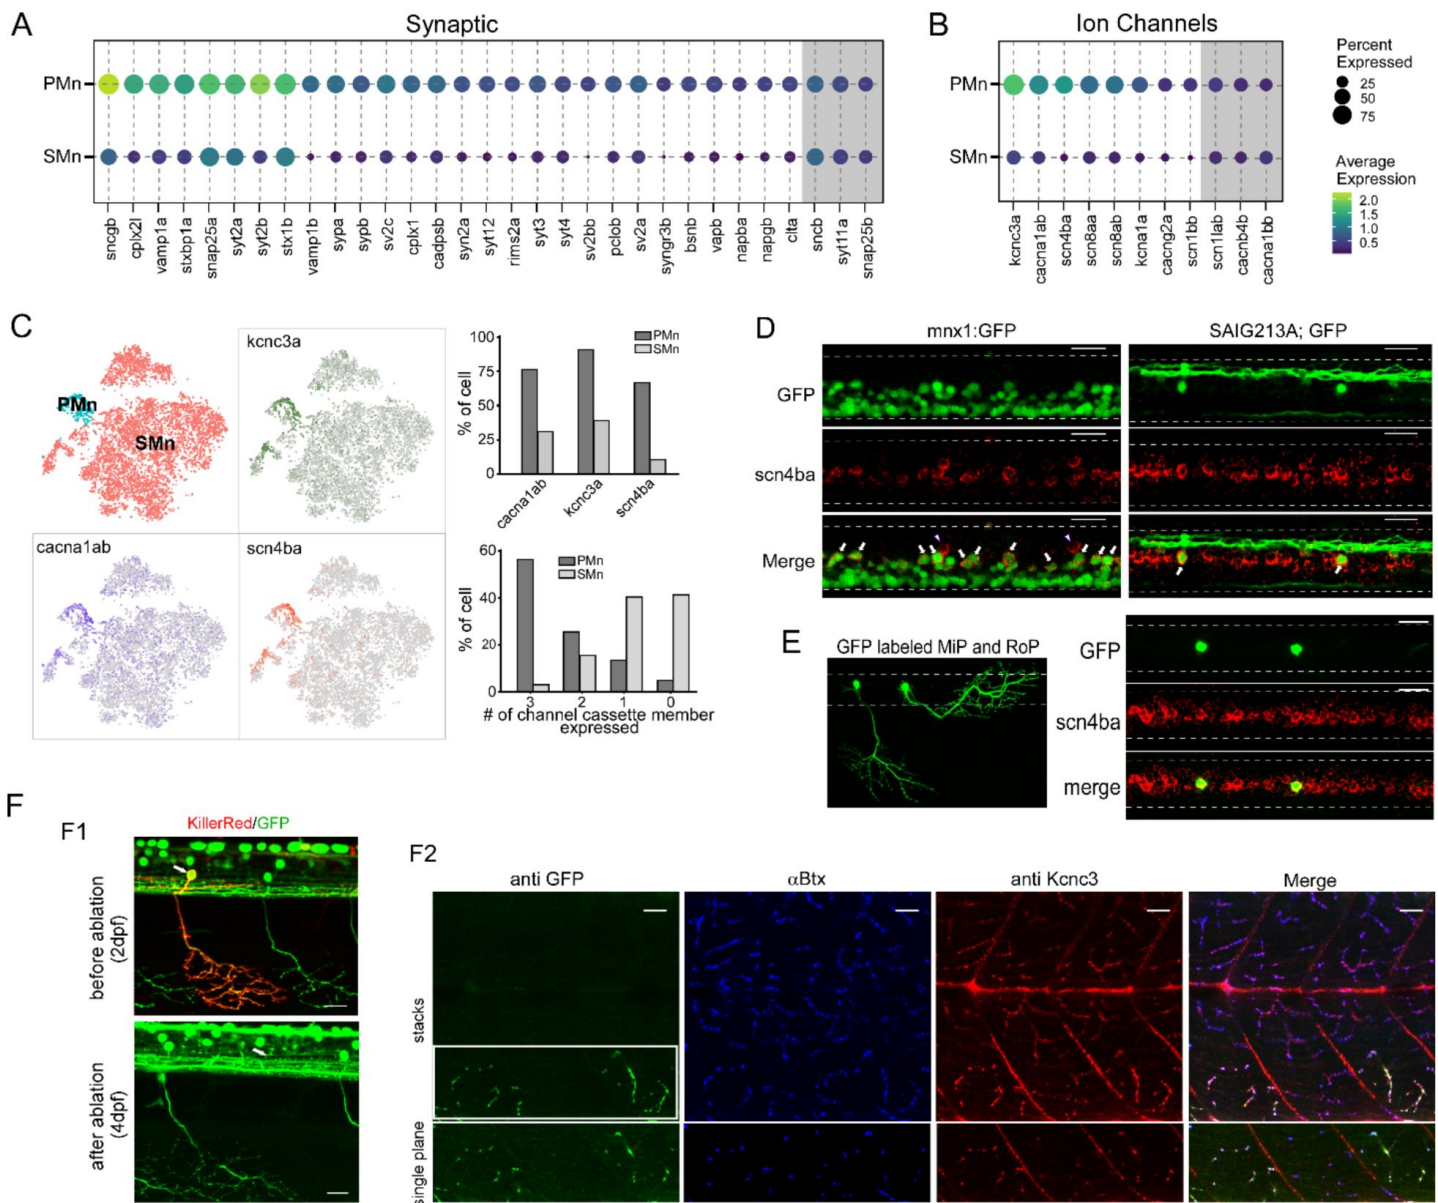 A
Synaptic
PMn
SMn
sncgb
cplx2l
vamp1a
stxbp1a
snap25a
syt2a
syt2b
stx1b
vamp1b
sypa
sypb
sv2c
cplx1
cadpsb
syn2a
syt12
rims2a
syt3
syt4
sv2bb
pclob
sv2a
syngr3b
bsnb
vapb
napba
napgb
clta
sncb
syt11a
snap25b
B
Ion Channels
PMn
SMn
kcnc3a
cacna1ab
scn4ba
scn8aa
scn8ab
kcna1a
cacng2a
scn1bb
scn1lab
cacnb4b
cacna1bb
Percent
Expressed
25
50
75
Average
Expression
2.0
1.5
1.0
0.5
C
PMn
SMn
kcnc3a
cacna1ab
scn4ba
100
75
50
25
0
% of cell
PMn
SMn
cacna1ab
kcnc3a
scn4ba
60
40
20
0
% of cell
PMn
SMn
3 2 1 0
# of channel cassette member
expressed
D
mnx1:GFP
SAIG213A; GFP
GFP
scn4ba
Merge
E
GFP labeled MiP and RoP
GFP
scn4ba
merge
F
F1
KillerRed/GFP
before ablation
(2dpf)
after ablation
(4dpf)
F2
anti GFP
αBtx
anti Kcnc3
Merge
stacks
single plane